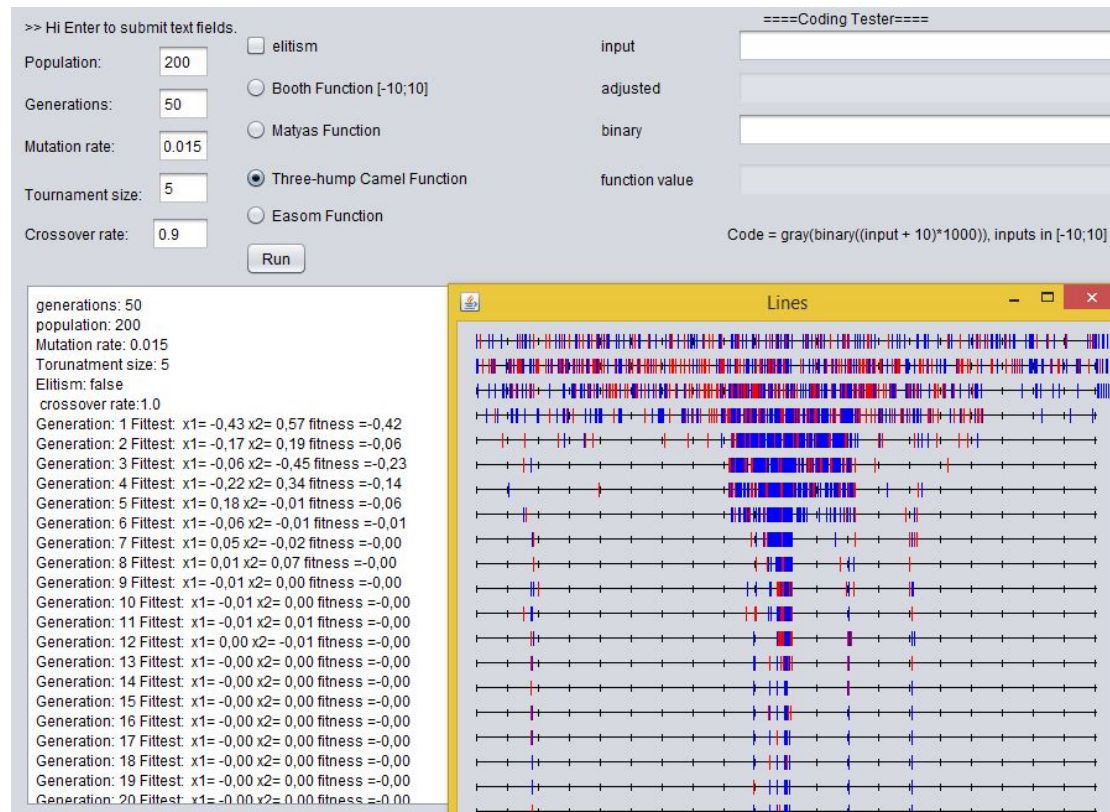 >> Hi Enter to submit text fields.
Population: 200
Generations: 50
Mutation rate: 0.015
Tournament size: 5
Crossover rate: 0.9
elitism
Booth Function [-10;10]
Matyas Function
Three-hump Camel Function
Easom Function
Run
====Coding Tester====
input
adjusted
binary
function value
Code = gray(binary((input + 10)*1000)), inputs in [-10;10]
generations: 50
population: 200
Mutation rate: 0.015
Torunatment size: 5
Elitism: false
crossover rate:1.0
Generation: 1 Fittest: x1= -0,43 x2= 0,57 fitness =-0,42
Generation: 2 Fittest: x1= -0,17 x2= 0,19 fitness =-0,06
Generation: 3 Fittest: x1= -0,06 x2= -0,45 fitness =-0,23
Generation: 4 Fittest: x1= -0,22 x2= 0,34 fitness =-0,14
Generation: 5 Fittest: x1= 0,18 x2= -0,01 fitness =-0,06
Generation: 6 Fittest: x1= -0,06 x2= -0,01 fitness =-0,01
Generation: 7 Fittest: x1= 0,05 x2= -0,02 fitness =-0,00
Generation: 8 Fittest: x1= 0,01 x2= 0,07 fitness =-0,00
Generation: 9 Fittest: x1= -0,01 x2= 0,00 fitness =-0,00
Generation: 10 Fittest: x1= -0,01 x2= 0,00 fitness =-0,00
Generation: 11 Fittest: x1= -0,01 x2= 0,01 fitness =-0,00
Generation: 12 Fittest: x1= 0,00 x2= -0,01 fitness =-0,00
Generation: 13 Fittest: x1= -0,00 x2= 0,00 fitness =-0,00
Generation: 14 Fittest: x1= -0,00 x2= 0,00 fitness =-0,00
Generation: 15 Fittest: x1= -0,00 x2= 0,00 fitness =-0,00
Generation: 16 Fittest: x1= -0,00 x2= 0,00 fitness =-0,00
Generation: 17 Fittest: x1= -0,00 x2= 0,00 fitness =-0,00
Generation: 18 Fittest: x1= -0,00 x2= 0,00 fitness =-0,00
Generation: 19 Fittest: x1= -0,00 x2= 0,00 fitness =-0,00
Generation: 20 Fittest: x1= -0,00 x2= 0,00 fitness =-0,00
Lines